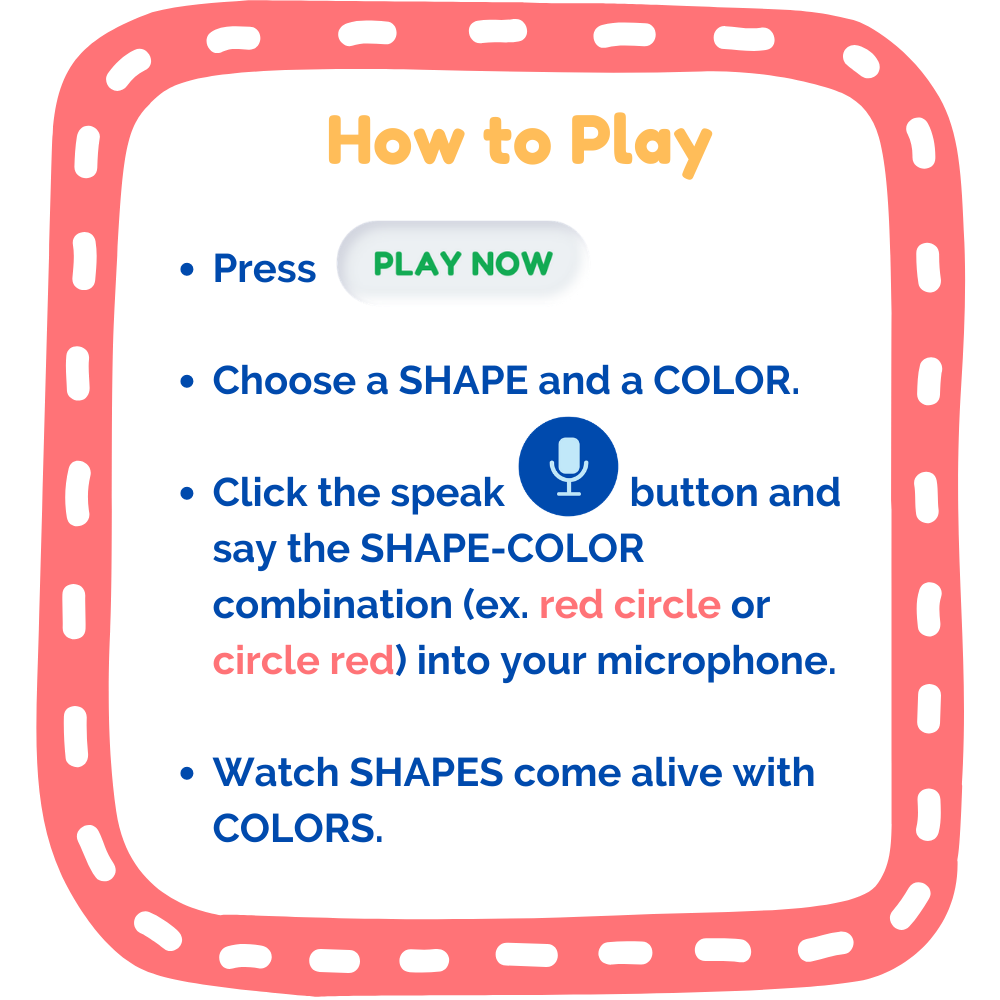 How to Play
• Press PLAY NOW
• Choose a SHAPE and a COLOR.
• Click the speak button and
say the SHAPE-COLOR
combination (ex. red circle or
circle red) into your microphone.
• Watch SHAPES come alive with
COLORS.